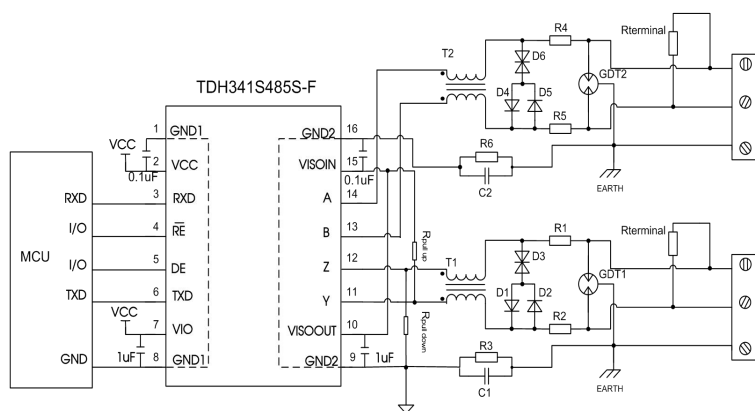 TDH341S485S-F
MCU
RXD
I/O
I/O
TXD
GND
VCC
0.1uF
VCC
1uF
1
2
3
4
5
6
7
8
GND1
VCC
RXD
RE
DE
TXD
VIO
GND1
GND2
VISOIN
A
B
Z
Y
VISOOUT
GND2
16
15
14
13
12
11
10
9
0.1uF
1uF
Rpull up
Rpull down
T2
D6
D4
D5
R4
R5
GDT2
Rterminal
R6
C2
EARTH
T1
D3
D1
D2
R1
R2
GDT1
Rterminal
R3
C1
EARTH